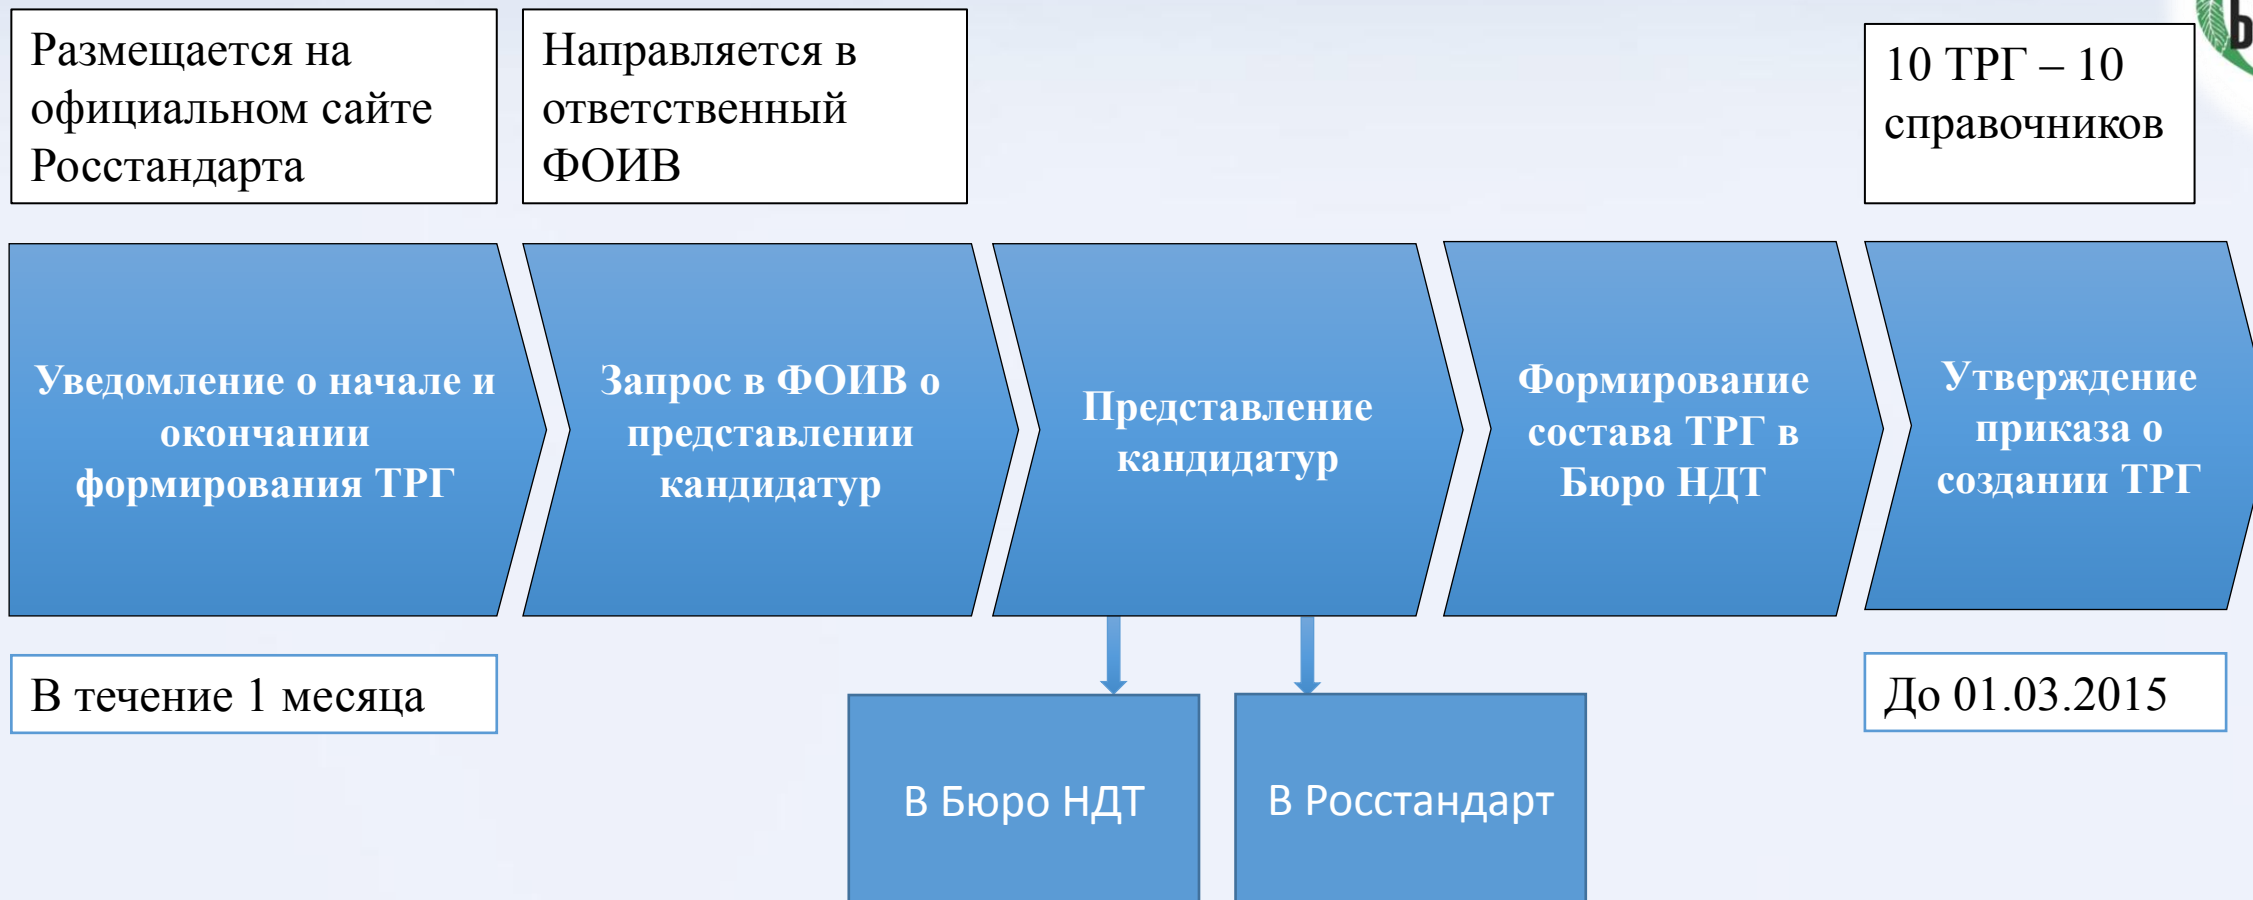 Размещается на
официальном сайте
Росстандарта
Направляется в
ответственный
ФОИВ
10 ТРГ – 10
справочников
Уведомление о начале и
окончании
формирования ТРГ
Запрос в ФОИВ о
представлении
кандидатур
Представление
кандидатур
Формирование
состава ТРГ в
Бюро НДТ
Утверждение
приказа о
создании ТРГ
В течение 1 месяца
До 01.03.2015
В Бюро НДТ
В Росстандарт